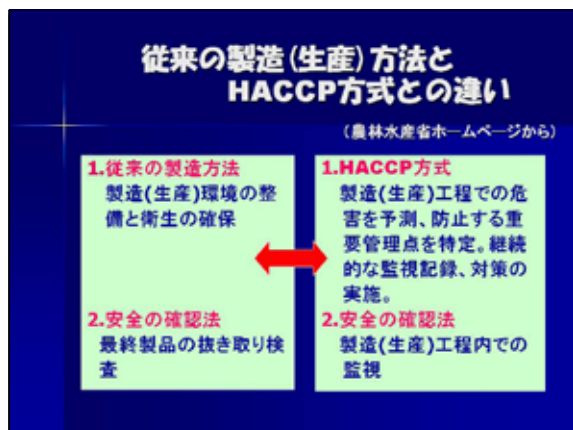 従来の製造(生産)方法と
HACCP方式との違い
(農林水産省ホームページから)
1.従来の製造方法
製造(生産)環境の整
備と衛生の確保
2.安全の確認法
最終製品の抜き取り検
査
1.HACCP方式
製造(生産)工程での危
害を予測、防止する重
要管理点を特定。継続
的な監視記録、対策の
実施。
2.安全の確認法
製造(生産)工程内での
監視